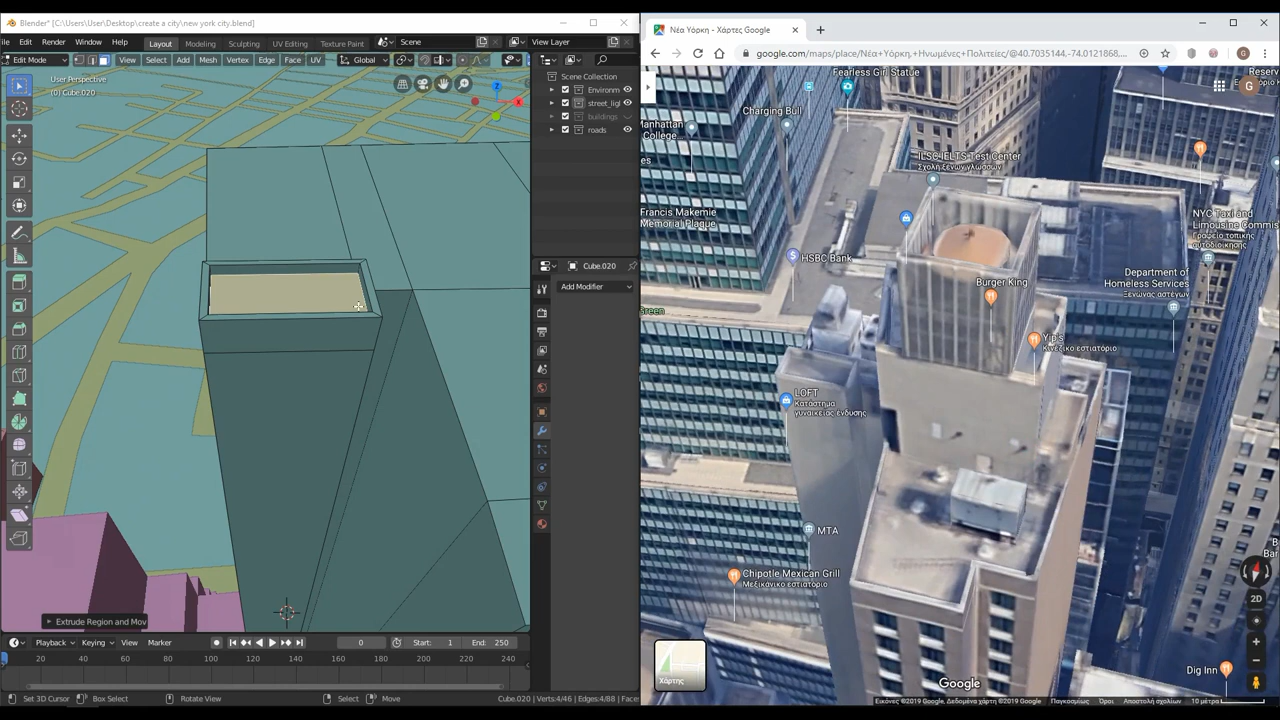 Blender* [C:\Users\User\Desktop\create a city\new york city.blend]
Edit Render Window Help
Layout Modeling Sculpting UV Editing Texture Paint
Scene
View Layer
Edit Mode
View Select Add Mesh Vertex Edge Face UV
Global
User Perspective
(0) Cube.020
Scene Collection
Environm
street_ligl
buildings
roads
Cube.020
Add Modifier
Extrude Region and Mov
Playback Keying View Marker
0
Start: 1
End: 250
20 40 60 80 100 120 140 160 180 200 220 240
Set 3D Cursor
Box Select
Rotate View
Select
Move
Cube.020 | Verts:4/46 | Edges:4/88 | Face
Νέα Υόρκη - Χάρτες Google
google.com/maps/place/Νέα+Υόρκη,+Ηνωμένες+Πολιτείες/@40.7035144,-74.0121868,...
G
G
Fearless Girl Statue
Reserv
Charging Bull
Manhattan
College...
es
ILSC IELTS Test Center
Σχολή ξένων γλωσσών
Francis Makemie
Memorial Plaque
NYC Taxi and
Limousine Commis
Γραφείο τοπικής
αυτοδιοίκησης
HSBC Bank
Department of
Homeless Services
Ξενώνας αστέγων
Burger King
Green
Yip's
Κινέζικο εστιατόριο
LOFT
Κατάστημα
γυναικείας ένδυσης
MTA
Chipotle Mexican Grill
Μεξικάνικο εστιατόριο
Χάρτης
Dig Inn
2D
Google
Εικόνες ©2019 Google, Δεδομένα χάρτη ©2019 Google
Παγκοσμίως
Όροι
Αποστολή σχολίων
10 μέτρα